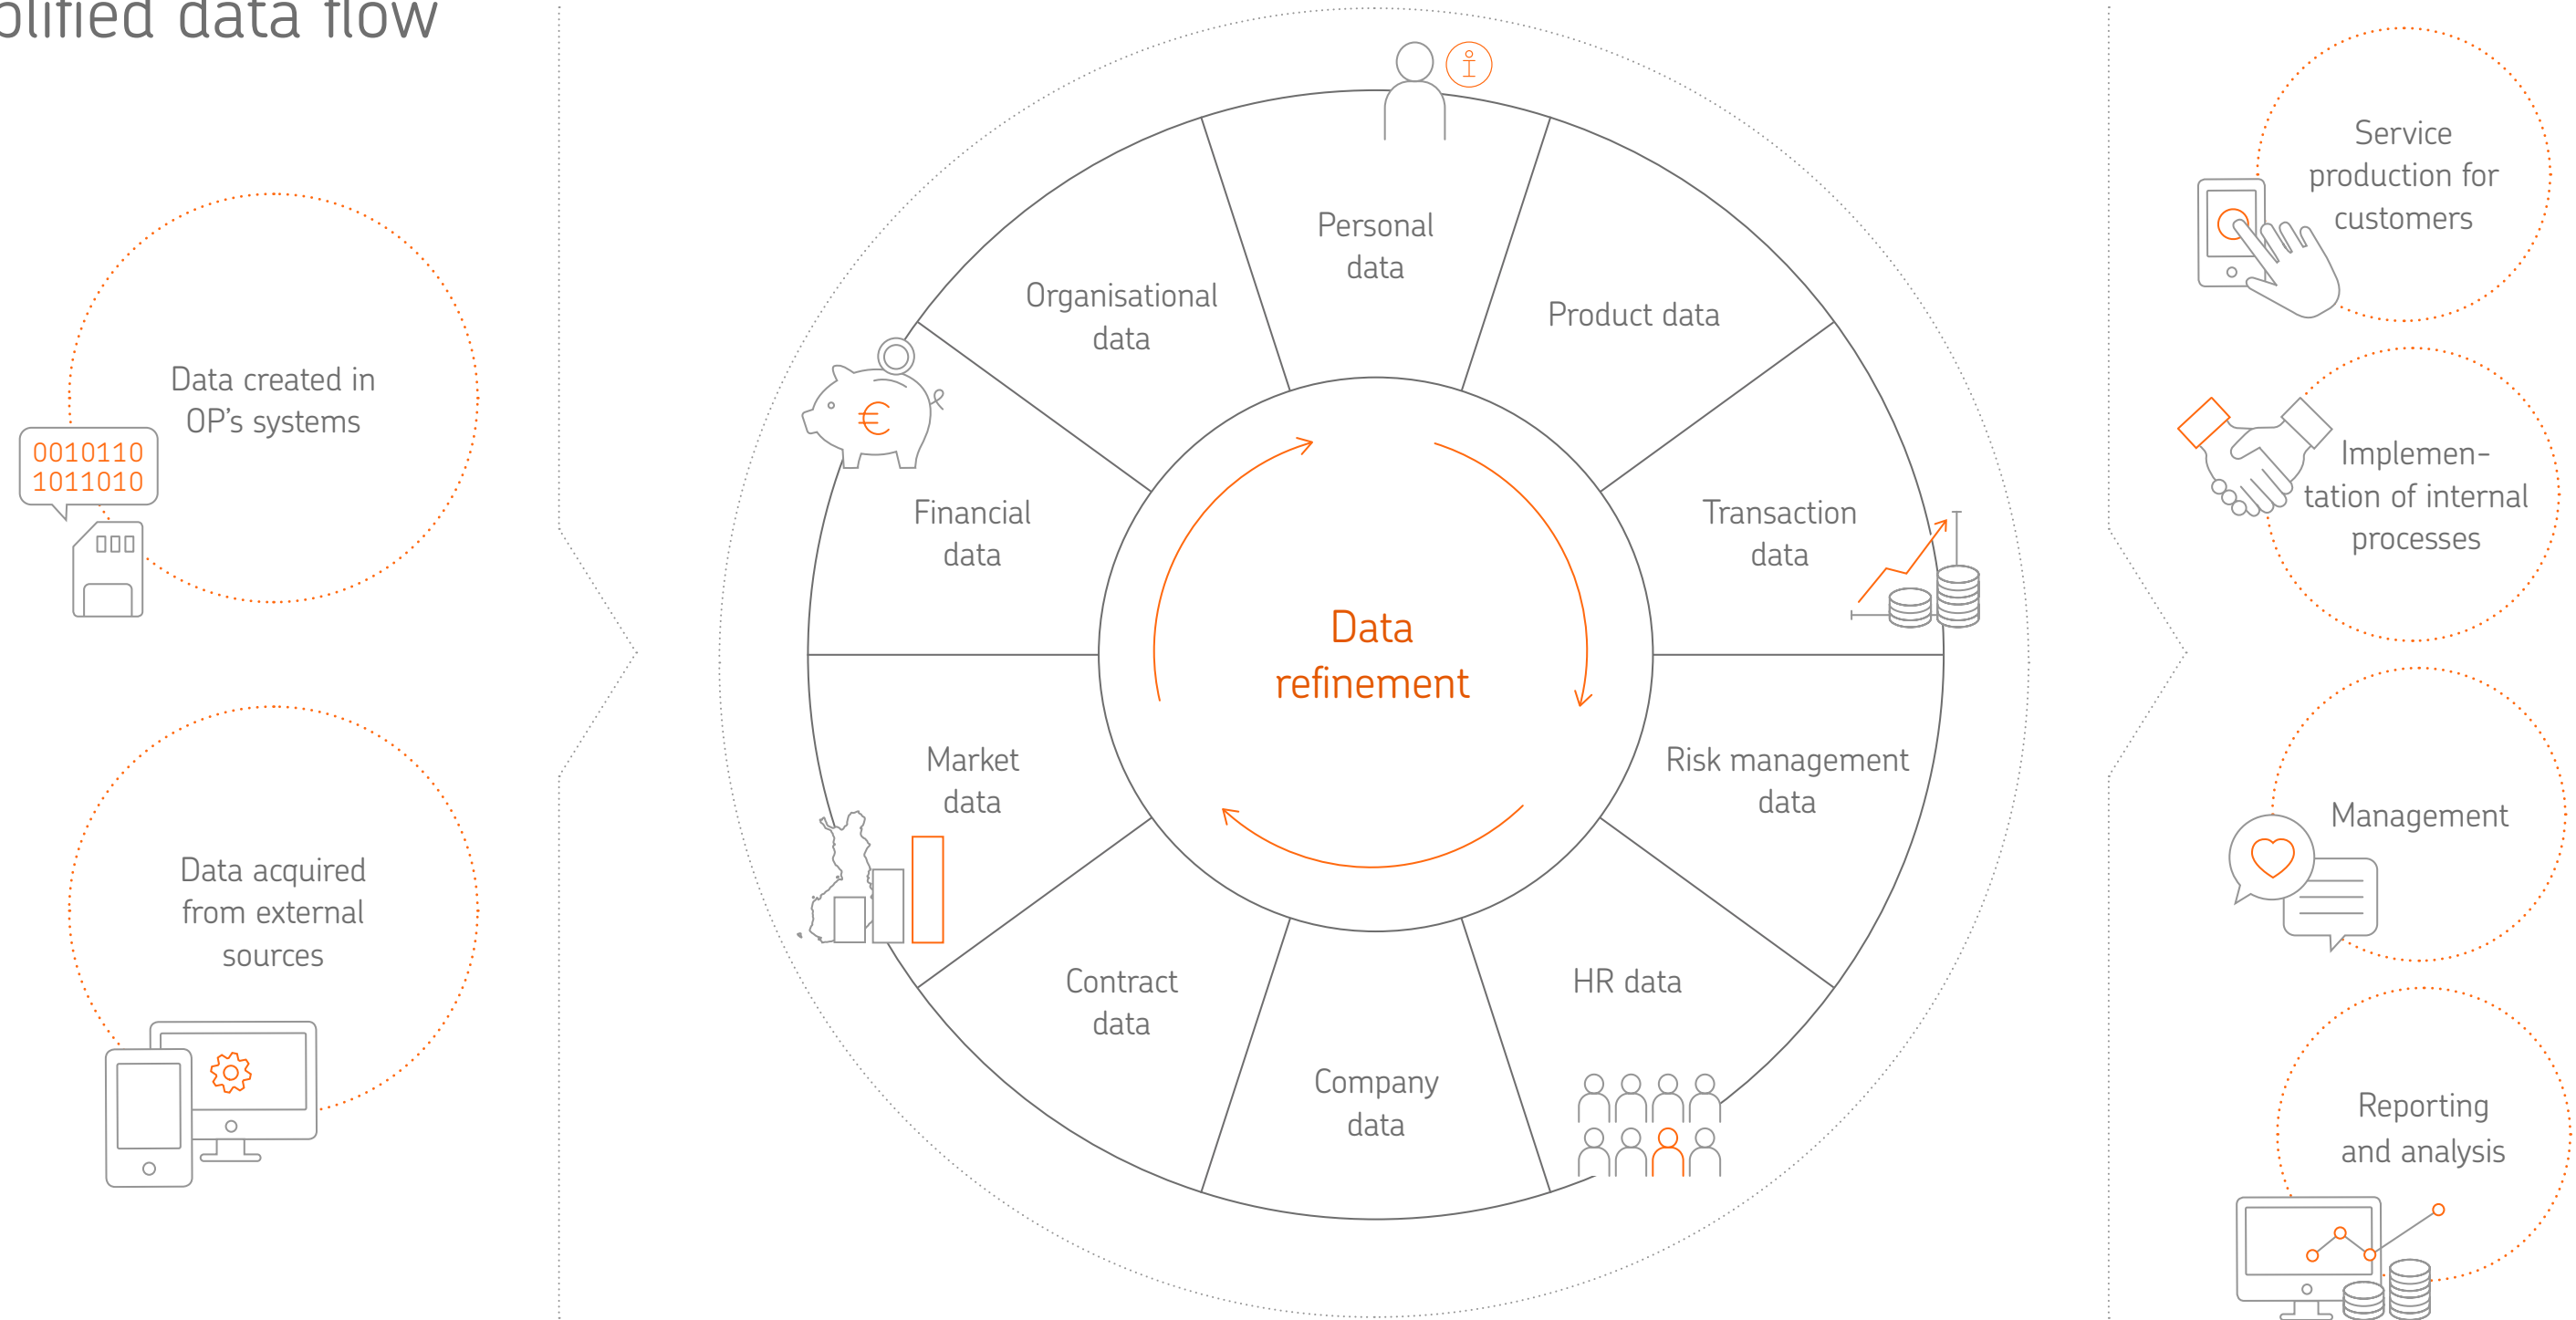 plified data flow
Data created in
OP's systems
0010110
1011010
Data acquired
from external
sources
Personal
data
Product data
Transaction
data
Risk management
data
HR data
Company
data
Contract
data
Market
data
Financial
data
Organisational
data
€
Data
refinement
Service
production for
customers
Implemen-
tation of internal
processes
Management
Reporting
and analysis